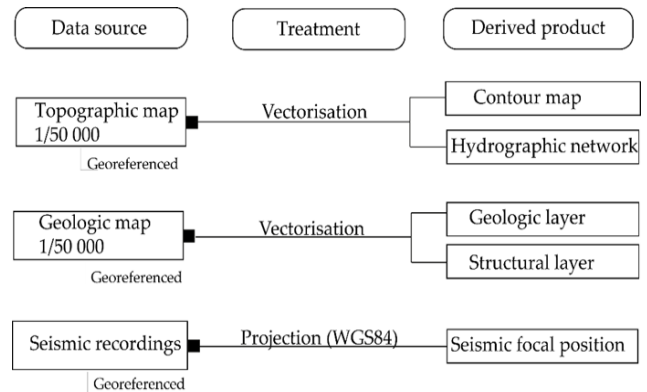 Data source
Treatment
Derived product
Topographic map
1/50 000
Georeferenced
Vectorisation
Contour map
Hydrographic network
Geologic map
1/50 000
Georeferenced
Vectorisation
Geologic layer
Structural layer
Seismic recordings
Georeferenced
Projection (WGS84)
Seismic focal position